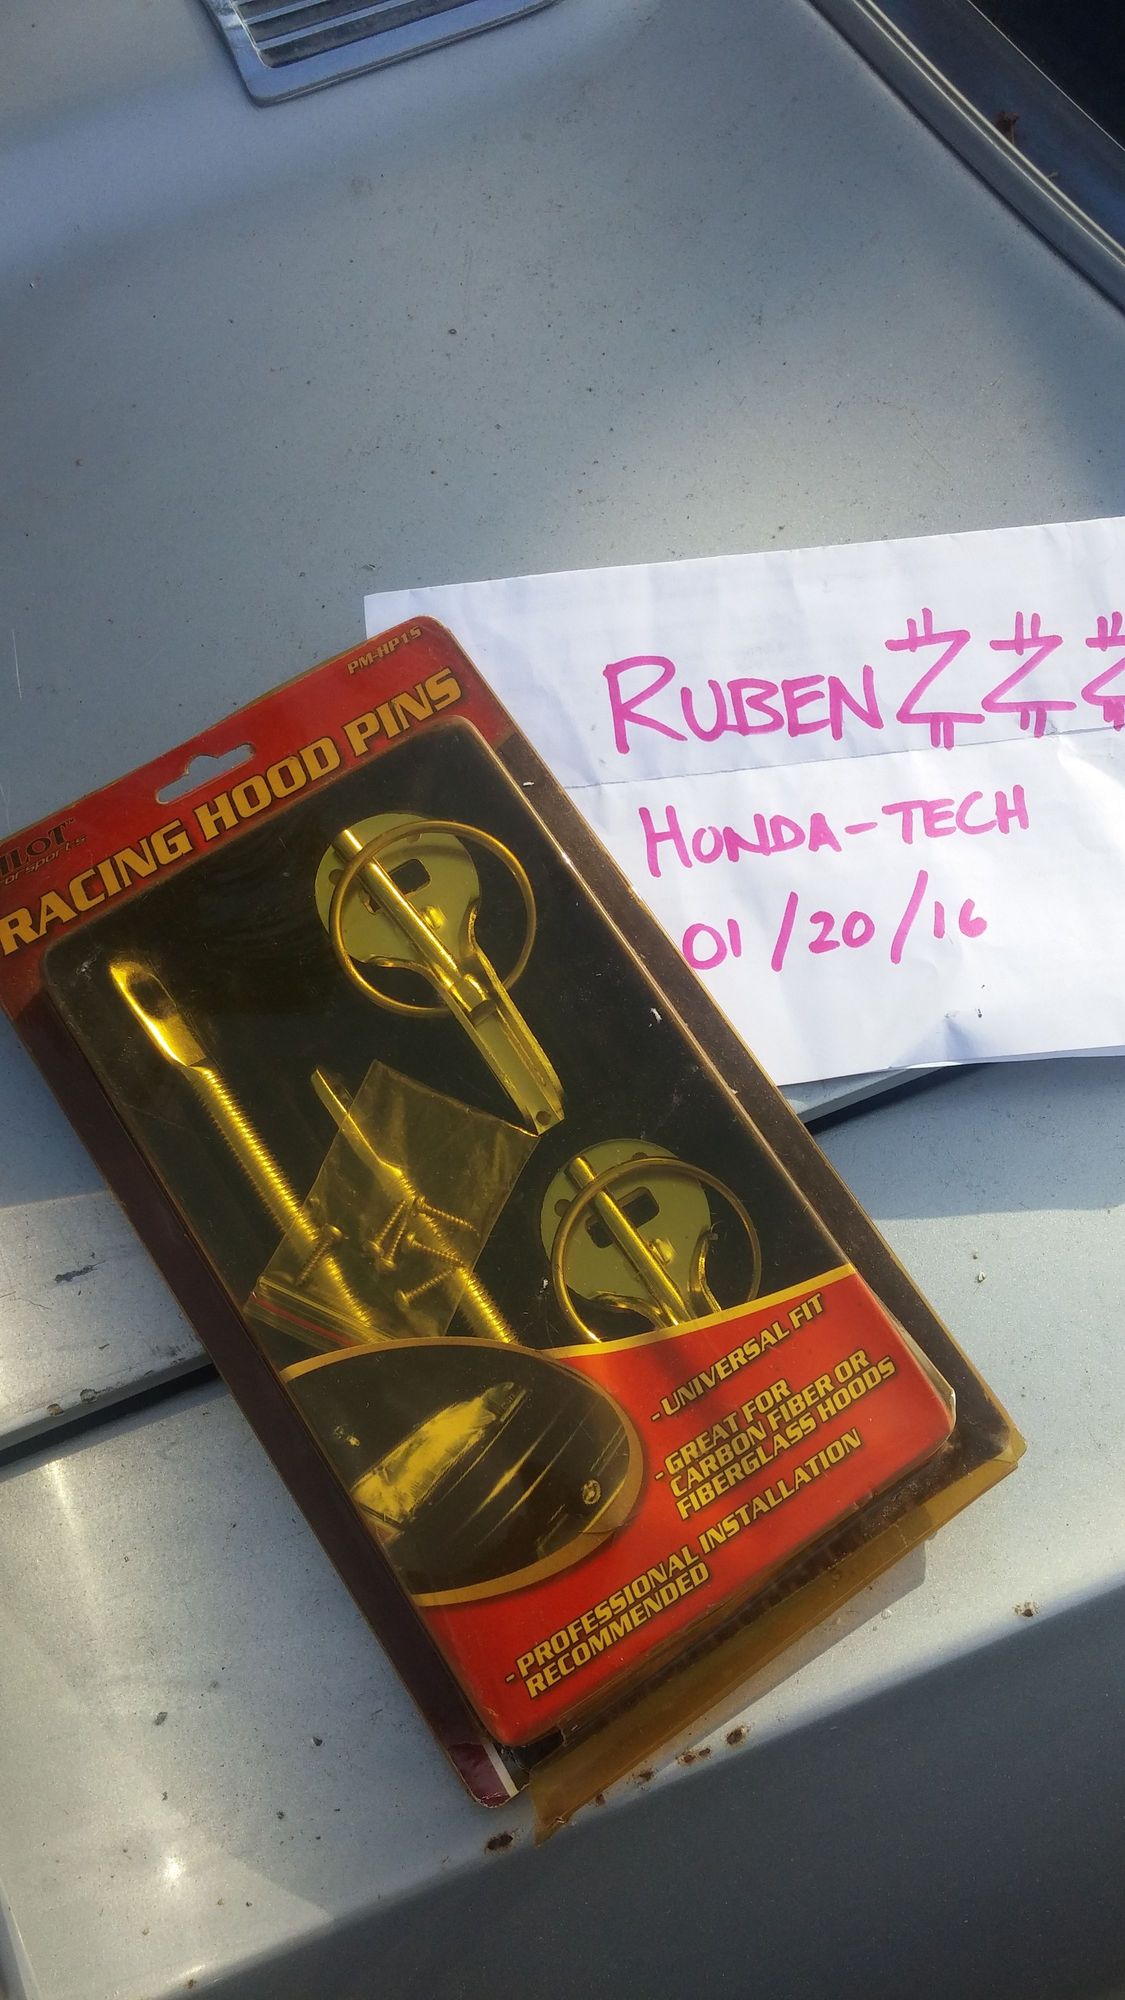 PM-HP15
RACING HOOD PINS
- UNIVERSAL FIT
- GREAT FOR
CARBON FIBER OR
FIBERGLASS HOODS
- PROFESSIONAL INSTALLATION
RECOMMENDED
RUBEN ZZZ
HONDA-TECH
01/20/16